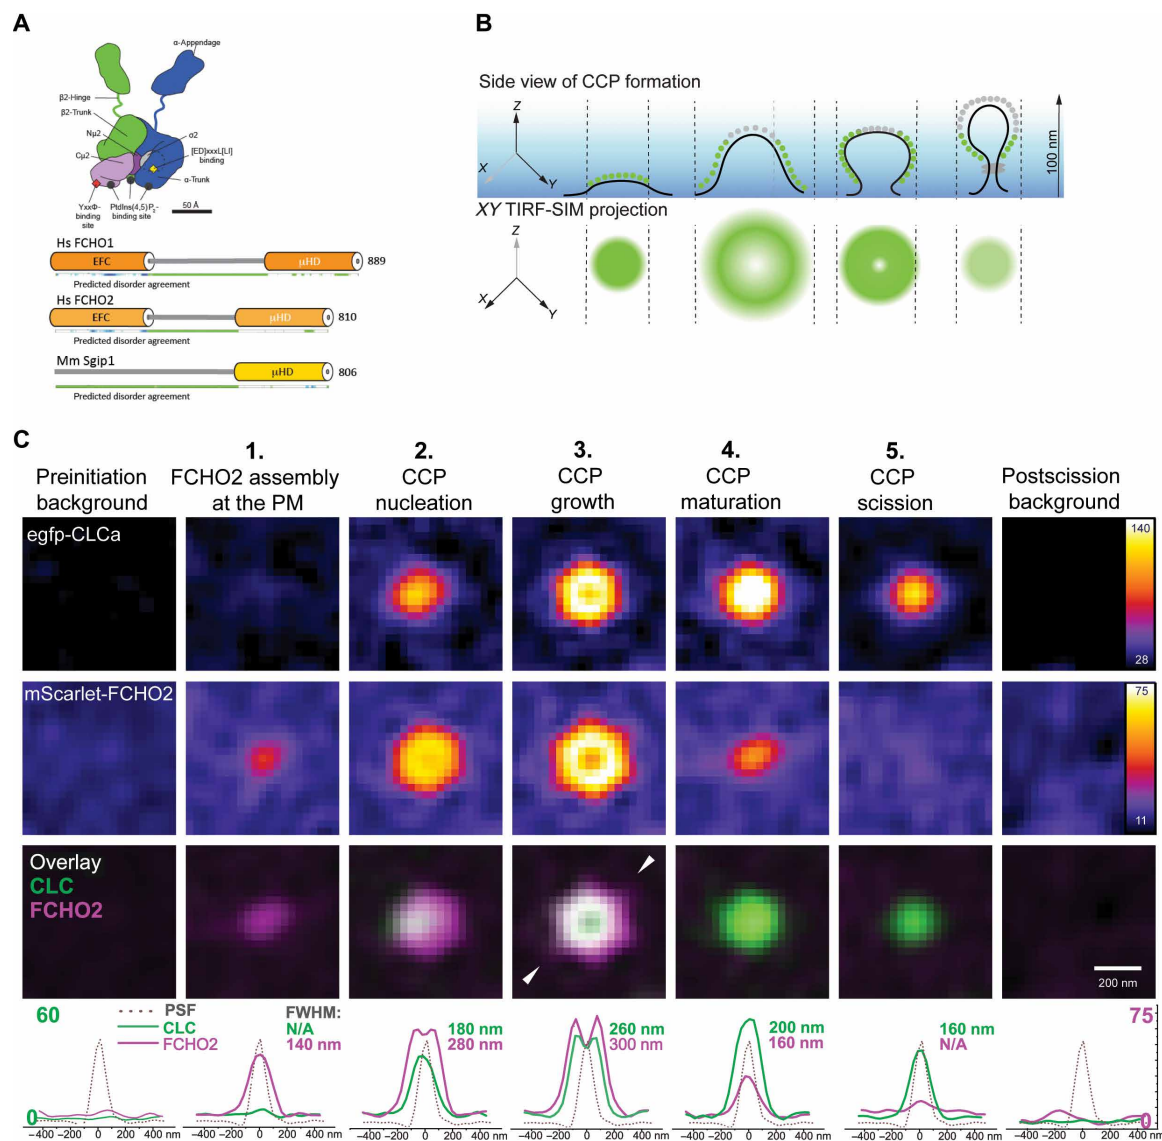 A
α-Appendage
β2-Hinge
β2-Trunk
Nμ2
σ2
Cμ2
[ED]xxxL[LI]
binding
α-Trunk
YxxΦ-
binding
site
PtdIns(4,5)P2-
binding site
50 Å
Hs FCHO1
EFC
μHD
889
Predicted disorder agreement
Hs FCHO2
EFC
μHD
810
Predicted disorder agreement
Mm Sgip1
μHD
806
Predicted disorder agreement
B
Side view of CCP formation
Z
X
Y
100 nm
XY TIRF-SIM projection
Z
X
Y
C
Preinitiation
background
1.
FCHO2 assembly
at the PM
2.
CCP
nucleation
3.
CCP
growth
4.
CCP
maturation
5.
CCP
scission
Postscission
background
egfp-CLCa
140
28
mScarlet-FCHO2
75
11
Overlay
CLC
FCHO2
200 nm
60
0
PSF
CLC
FCHO2
FWHM:
N/A
140 nm
180 nm
280 nm
260 nm
300 nm
200 nm
160 nm
160 nm
N/A
75
0
−400 −200 0 200 400 nm
−400 −200 0 200 400 nm
−400 −200 0 200 400 nm
−400 −200 0 200 400 nm
−400 −200 0 200 400 nm
−400 −200 0 200 400 nm
−400 −200 0 200 400 nm